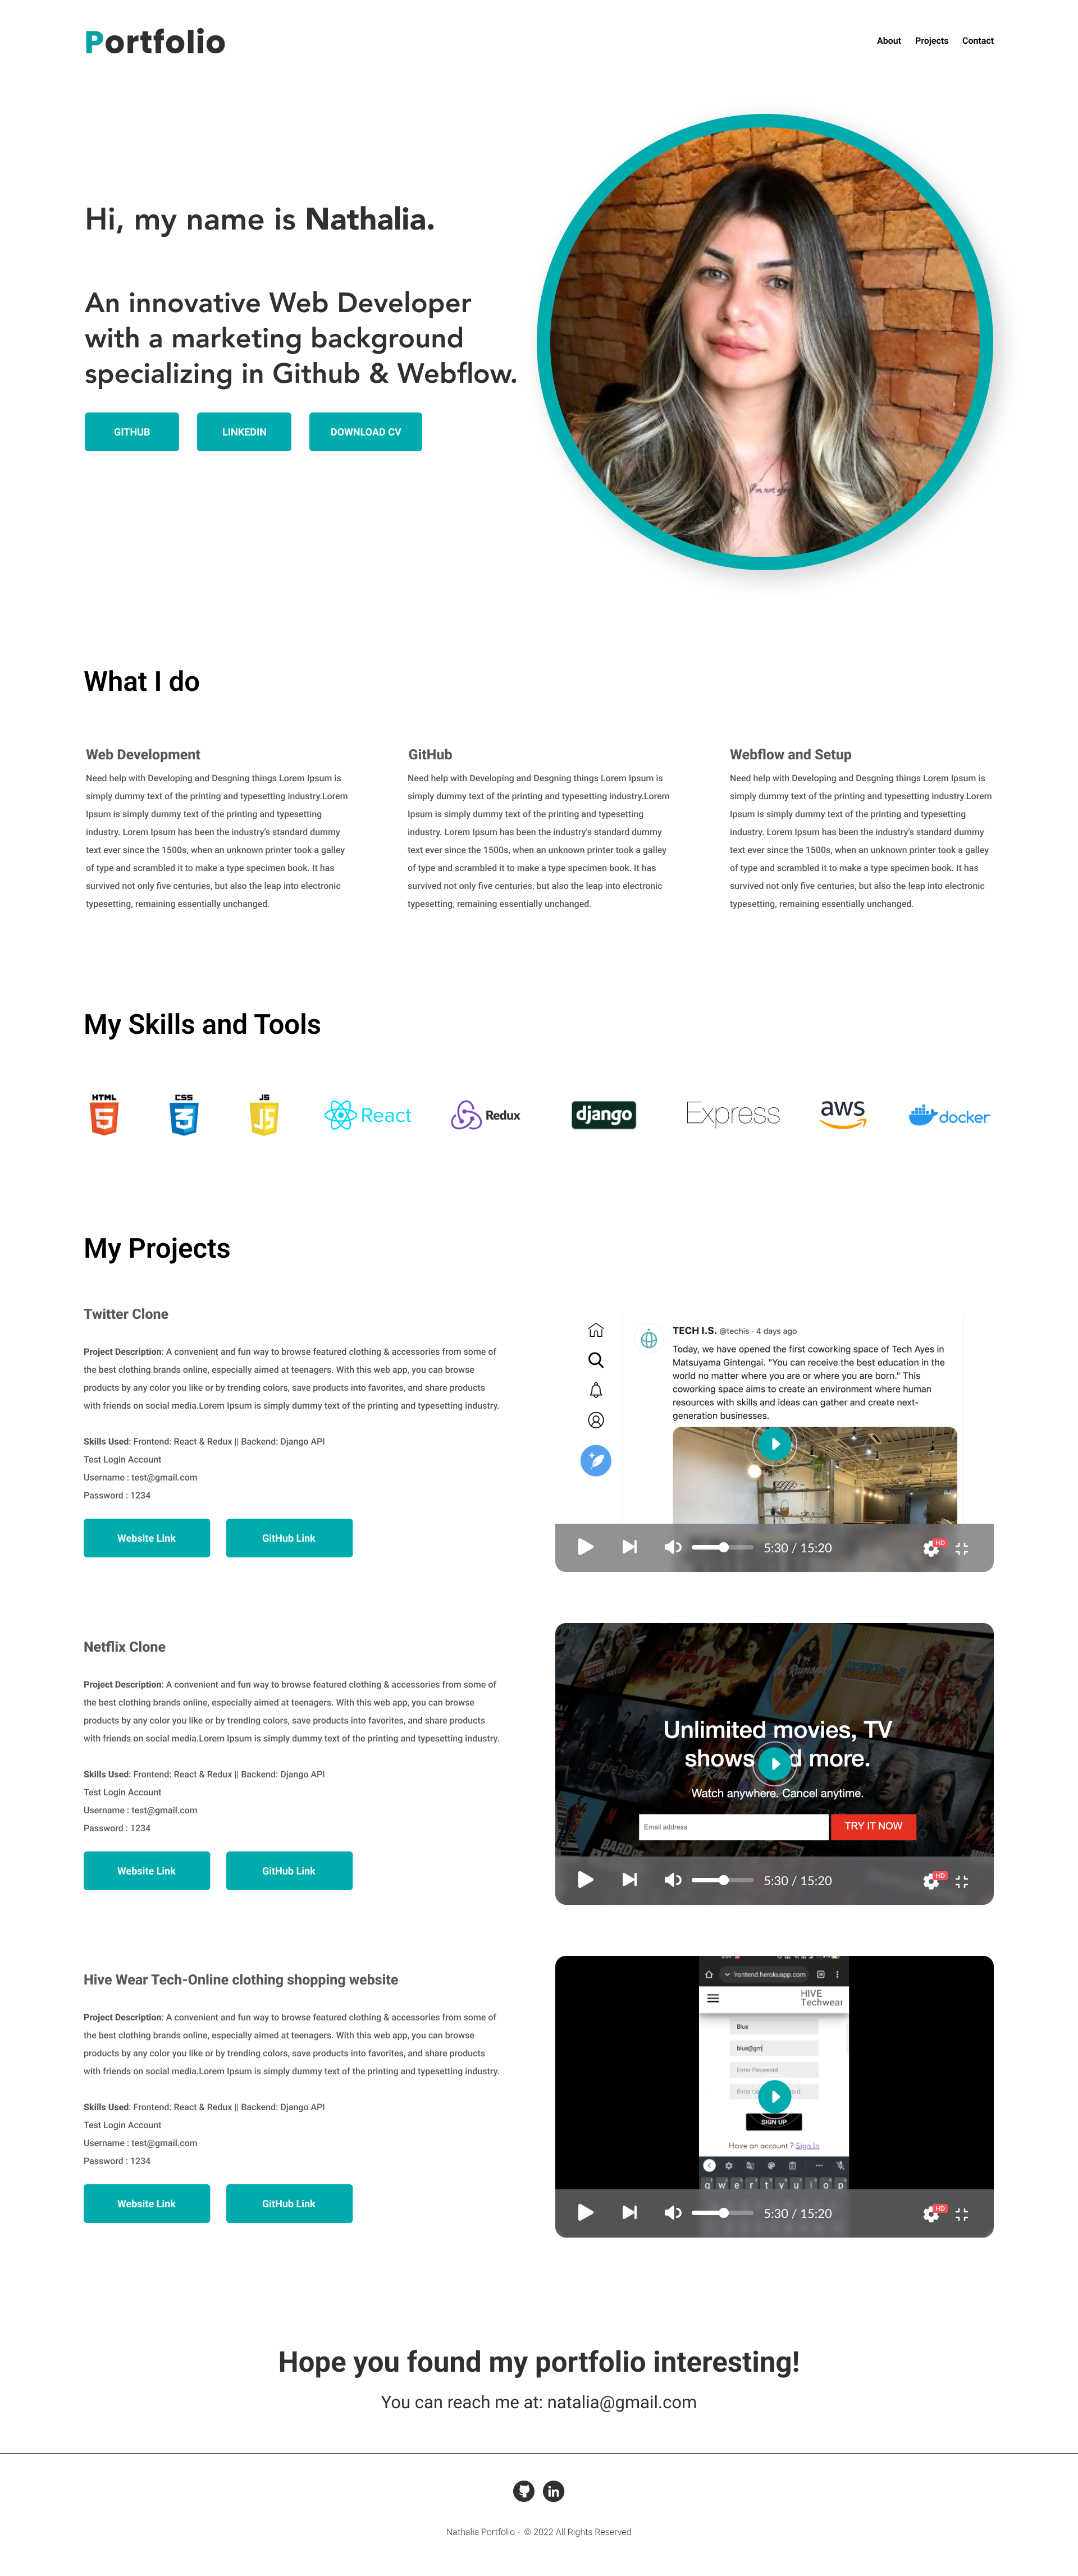 Portfolio
About Projects Contact
Hi, my name is Nathalia.
An innovative Web Developer
with a marketing background
specializing in Github & Webflow.
GITHUB LINKEDIN DOWNLOAD CV
I'm not
What I do
Web Development
Need help with Developing and Desgning things Lorem Ipsum is
simply dummy text of the printing and typesetting industry.Lorem
Ipsum is simply dummy text of the printing and typesetting
industry. Lorem Ipsum has been the industry's standard dummy
text ever since the 1500s, when an unknown printer took a galley
of type and scrambled it to make a type specimen book. It has
survived not only five centuries, but also the leap into electronic
typesetting, remaining essentially unchanged.
GitHub
Need help with Developing and Desgning things Lorem Ipsum is
simply dummy text of the printing and typesetting industry.Lorem
Ipsum is simply dummy text of the printing and typesetting
industry. Lorem Ipsum has been the industry's standard dummy
text ever since the 1500s, when an unknown printer took a galley
of type and scrambled it to make a type specimen book. It has
survived not only five centuries, but also the leap into electronic
typesetting, remaining essentially unchanged.
Webflow and Setup
Need help with Developing and Desgning things Lorem Ipsum is
simply dummy text of the printing and typesetting industry.Lorem
Ipsum is simply dummy text of the printing and typesetting
industry. Lorem Ipsum has been the industry's standard dummy
text ever since the 1500s, when an unknown printer took a galley
of type and scrambled it to make a type specimen book. It has
survived not only five centuries, but also the leap into electronic
typesetting, remaining essentially unchanged.
My Skills and Tools
HTML 5
CSS 3
JS JS
React
Redux
django
Express
aws
docker
My Projects
Twitter Clone
Project Description: A convenient and fun way to browse featured clothing & accessories from some of
the best clothing brands online, especially aimed at teenagers. With this web app, you can browse
products by any color you like or by trending colors, save products into favorites, and share products
with friends on social media.Lorem Ipsum is simply dummy text of the printing and typesetting industry.
Skills Used: Frontend: React & Redux || Backend: Django API
Test Login Account
Username : test@gmail.com
Password : 1234
Website Link GitHub Link
TECH I.S. @techis · 4 days ago
Today, we have opened the first coworking space of Tech Ayes in
Matsuyama Gintengai. "You can receive the best education in the
world no matter where you are or where you are born." This
coworking space aims to create an environment where human
resources with skills and ideas can gather and create next-
generation businesses.
5:30 / 15:20 HD
Netflix Clone
Project Description: A convenient and fun way to browse featured clothing & accessories from some of
the best clothing brands online, especially aimed at teenagers. With this web app, you can browse
products by any color you like or by trending colors, save products into favorites, and share products
with friends on social media.Lorem Ipsum is simply dummy text of the printing and typesetting industry.
Skills Used: Frontend: React & Redux || Backend: Django API
Test Login Account
Username : test@gmail.com
Password : 1234
Website Link GitHub Link
DRIVE
Unlimited movies, TV
shows d more.
Watch anywhere. Cancel anytime.
Email address TRY IT NOW
BARD OF
5:30 / 15:20 HD
Hive Wear Tech-Online clothing shopping website
Project Description: A convenient and fun way to browse featured clothing & accessories from some of
the best clothing brands online, especially aimed at teenagers. With this web app, you can browse
products by any color you like or by trending colors, save products into favorites, and share products
with friends on social media.Lorem Ipsum is simply dummy text of the printing and typesetting industry.
Skills Used: Frontend: React & Redux || Backend: Django API
Test Login Account
Username : test@gmail.com
Password : 1234
Website Link GitHub Link
'rontend.herokuapp.com
HIVE
Techwear
Blue
blue@gm
Enter Password
SIGN UP
Have an account ? Sign In
q w e r t y u i o p
5:30 / 15:20 HD
Hope you found my portfolio interesting!
You can reach me at: natalia@gmail.com
in
Nathalia Portfolio - © 2022 All Rights Reserved